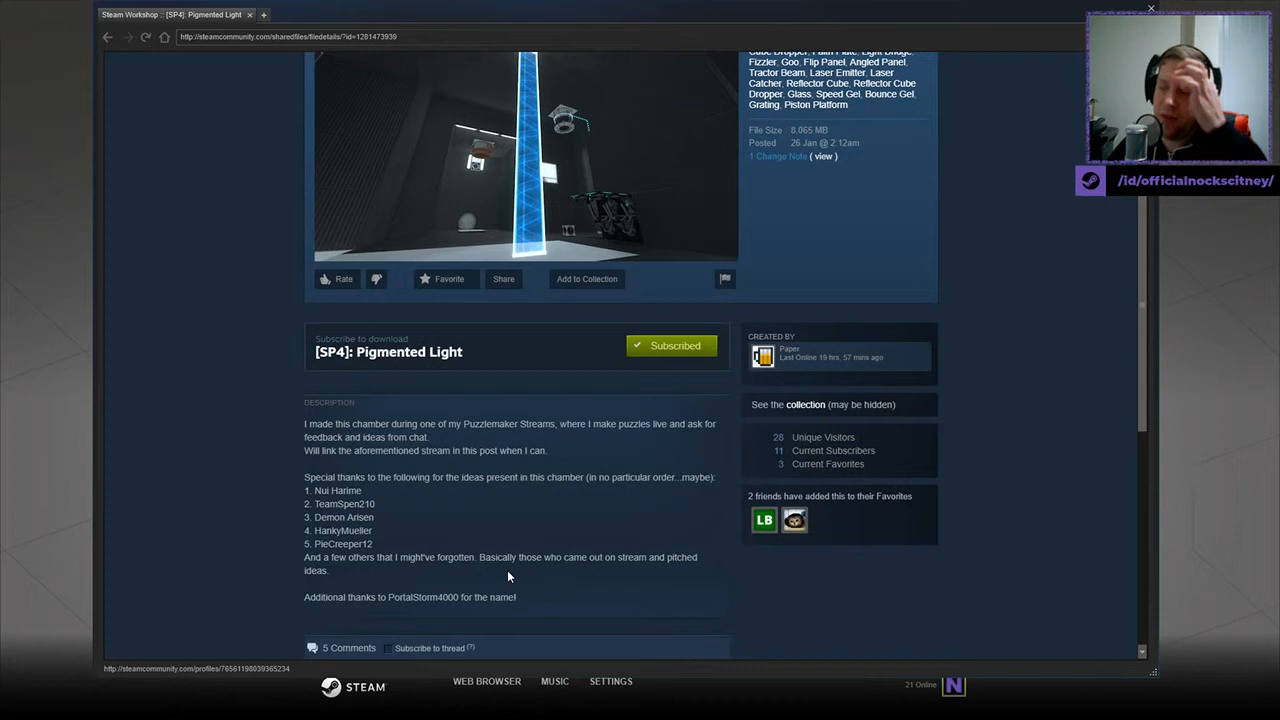 Steam Workshop :: [SP4]: Pigmented Light
http://steamcommunity.com/sharedfiles/filedetails/?id=1281473939
Cube Dropper, Faith Plate, Light Bridge,
Fizzler, Goo, Flip Panel, Angled Panel,
Tractor Beam, Laser Emitter, Laser
Catcher, Reflector Cube, Reflector Cube
Dropper, Glass, Speed Gel, Bounce Gel,
Grating, Piston Platform
File Size 8.065 MB
Posted 26 Jan @ 2:12am
1 Change Note ( view )
/id/officialnockscitney/
Rate
Favorite
Share
Add to Collection
Subscribe to download
[SP4]: Pigmented Light
Subscribed
CREATED BY
Paper
Last Online 19 hrs, 57 mins ago
See the collection (may be hidden)
28 Unique Visitors
11 Current Subscribers
3 Current Favorites
2 friends have added this to their Favorites
LB
DESCRIPTION
I made this chamber during one of my Puzzlemaker Streams, where I make puzzles live and ask for
feedback and ideas from chat.
Will link the aforementioned stream in this post when I can.
Special thanks to the following for the ideas present in this chamber (in no particular order...maybe):
1. Nui Harime
2. TeamSpen210
3. Demon Arisen
4. HankyMueller
5. PieCreeper12
And a few others that I might've forgotten. Basically those who came out on stream and pitched
ideas.
Additional thanks to PortalStorm4000 for the name!
5 Comments
Subscribe to thread (?)
http://steamcommunity.com/profiles/76561198039365234
STEAM
WEB BROWSER
MUSIC
SETTINGS
21 Online
N